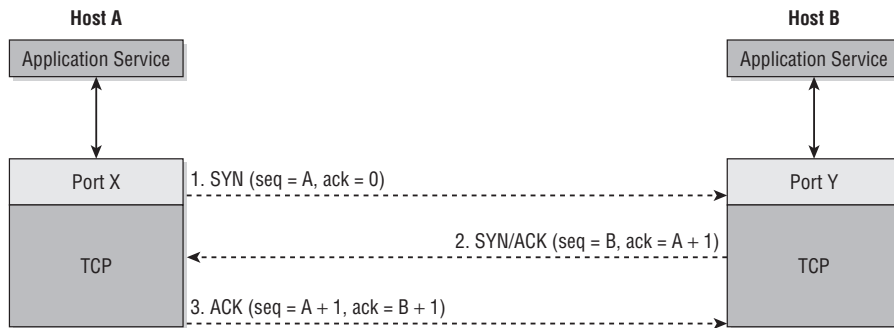 Host A
Host B
Application Service
Application Service
Port X
1. SYN (seq = A, ack = 0)
Port Y
2. SYN/ACK (seq = B, ack = A + 1)
TCP
TCP
3. ACK (seq = A + 1, ack = B + 1)